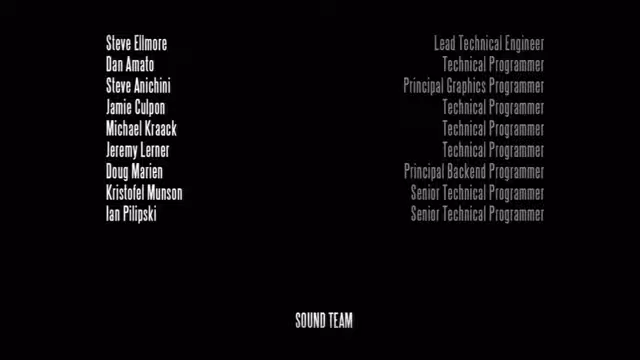 Steve Ellmore Lead Technical Engineer
Dan Amato Technical Programmer
Steve Anichini Principal Graphics Programmer
Jamie Culpon Technical Programmer
Michael Kraack Technical Programmer
Jeremy Lerner Technical Programmer
Doug Marien Principal Backend Programmer
Kristofel Munson Senior Technical Programmer
Ian Pilipski Senior Technical Programmer
SOUND TEAM